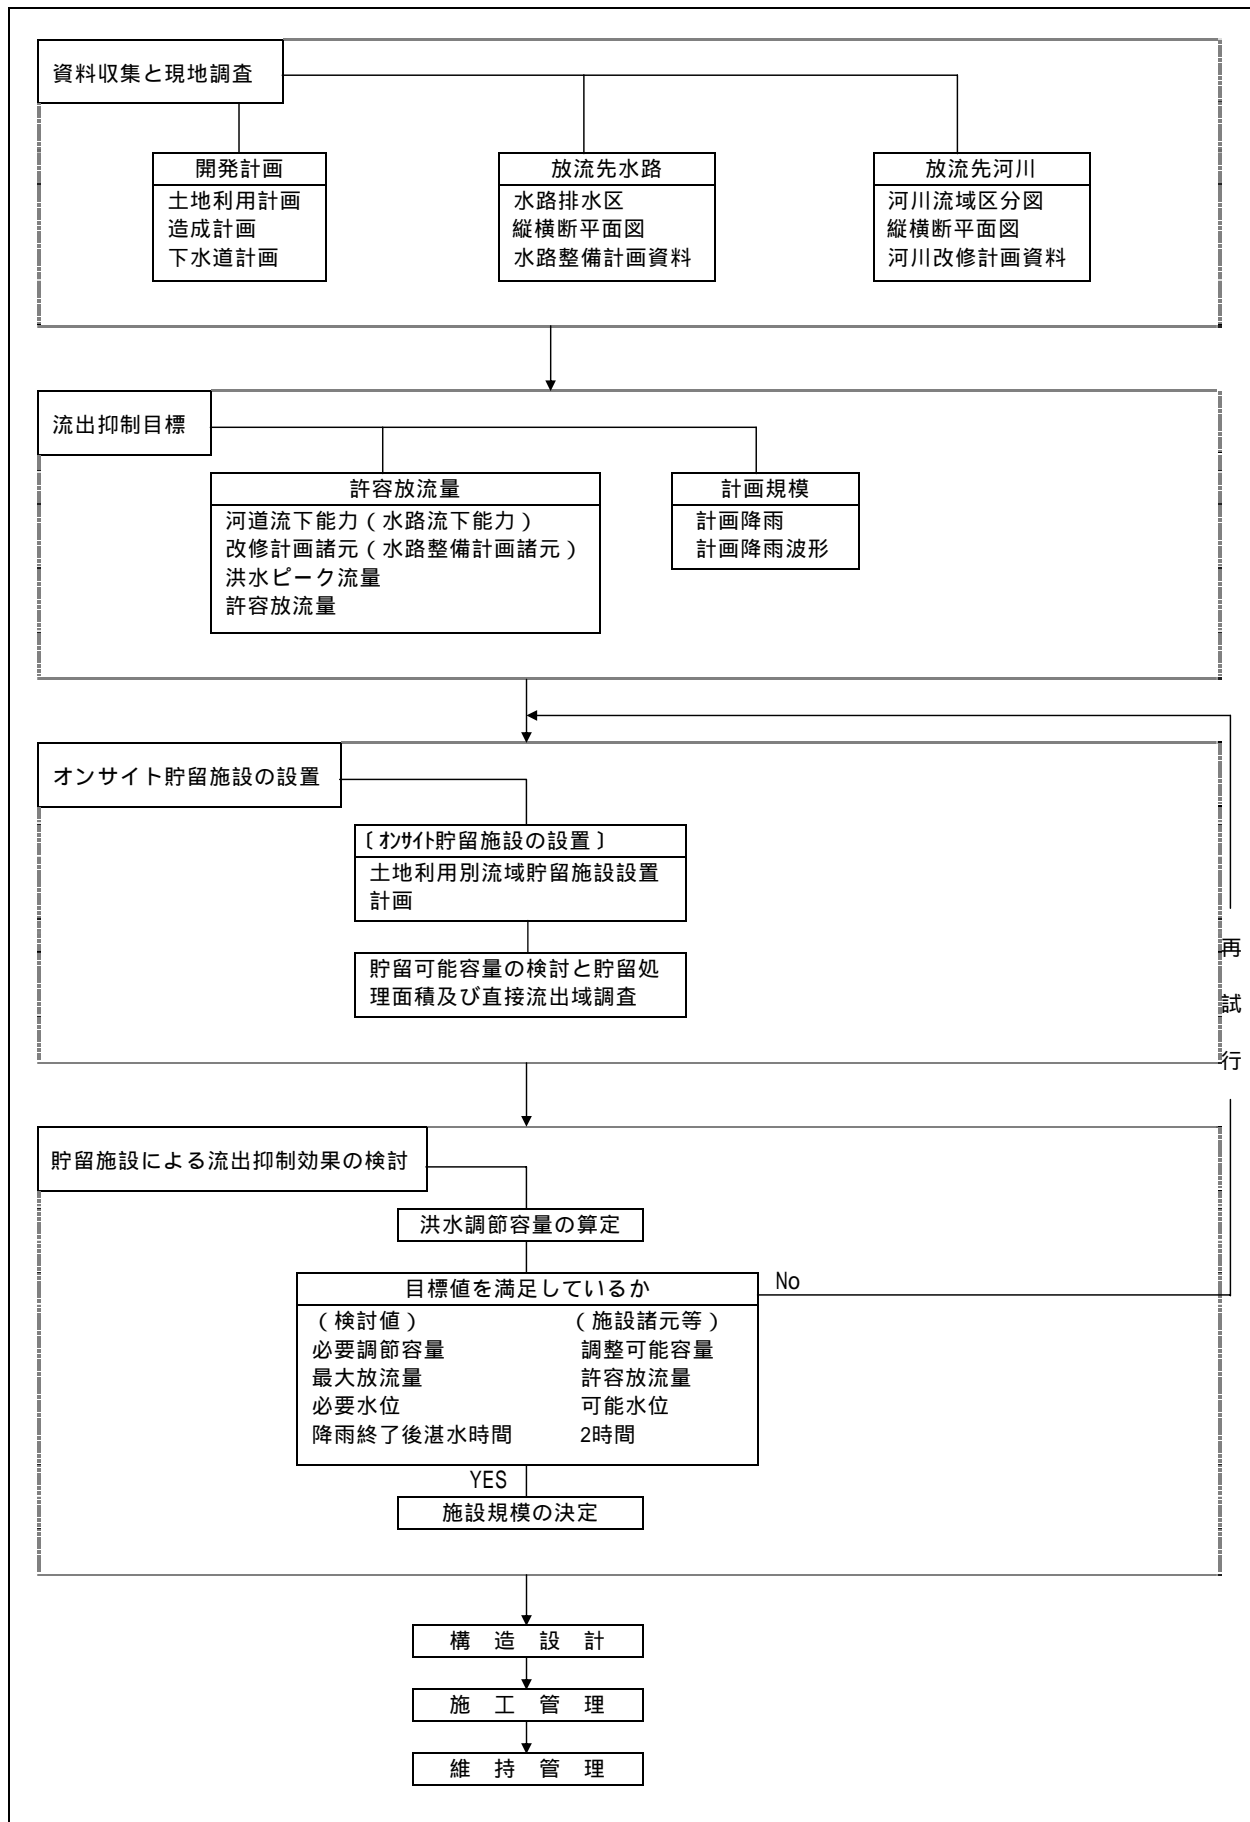 資料収集と現地調査
開発計画
土地利用計画
造成計画
下水道計画
放流先水路
水路排水区
縦横断平面図
水路整備計画資料
放流先河川
河川流域区分図
縦横断平面図
河川改修計画資料
流出抑制目標
許容放流量
河道流下能力(水路流下能力)
改修計画諸元(水路整備計画諸元)
洪水ピーク流量
許容放流量
計画規模
計画降雨
計画降雨波形
オンサイト貯留施設の設置
〔オンサイト貯留施設の設置〕
土地利用別流域貯留施設設置
計画
貯留可能容量の検討と貯留処
理面積及び直接流出域調査
再
試
行
貯留施設による流出抑制効果の検討
洪水調節容量の算定
目標値を満足しているか
No
(検討値) (施設諸元等)
必要調節容量 調整可能容量
最大放流量 許容放流量
必要水位 可能水位
降雨終了後湛水時間 2時間
YES
施設規模の決定
構 造 設 計
施 工 管 理
維 持 管 理